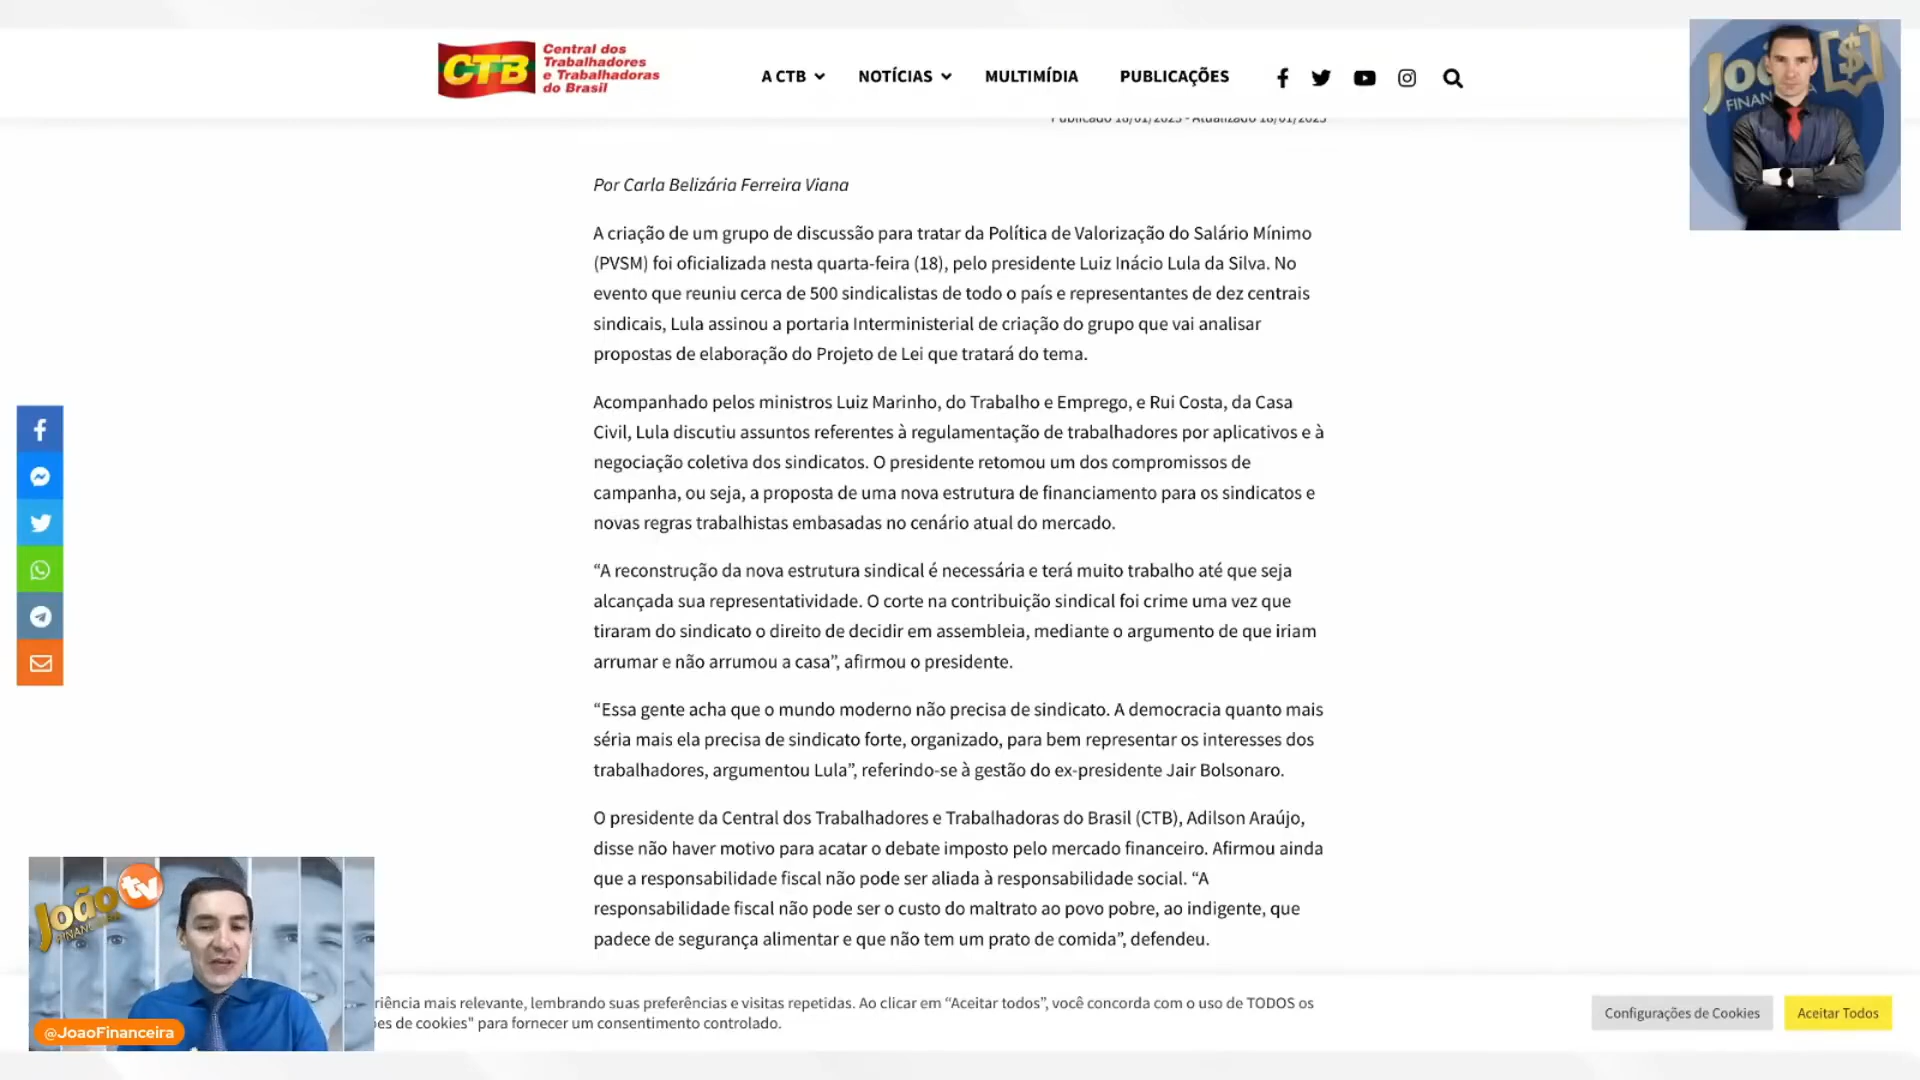 CTB
Central dos
Trabalhadores
e Trabalhadoras
do Brasil
A CTB
NOTÍCIAS
MULTIMÍDIA
PUBLICAÇÕES
Publicado 18/01/2023 - Atualizado 18/01/2023
Por Carla Belizária Ferreira Viana
A criação de um grupo de discussão para tratar da Política de Valorização do Salário Mínimo
(PVSM) foi oficializada nesta quarta-feira (18), pelo presidente Luiz Inácio Lula da Silva. No
evento que reuniu cerca de 500 sindicalistas de todo o país e representantes de dez centrais
sindicais, Lula assinou a portaria Interministerial de criação do grupo que vai analisar
propostas de elaboração do Projeto de Lei que tratará do tema.
Acompanhado pelos ministros Luiz Marinho, do Trabalho e Emprego, e Rui Costa, da Casa
Civil, Lula discutiu assuntos referentes à regulamentação de trabalhadores por aplicativos e à
negociação coletiva dos sindicatos. O presidente retomou um dos compromissos de
campanha, ou seja, a proposta de uma nova estrutura de financiamento para os sindicatos e
novas regras trabalhistas embasadas no cenário atual do mercado.
“A reconstrução da nova estrutura sindical é necessária e terá muito trabalho até que seja
alcançada sua representatividade. O corte na contribuição sindical foi crime uma vez que
tiraram do sindicato o direito de decidir em assembleia, mediante o argumento de que iriam
arrumar e não arrumou a casa”, afirmou o presidente.
“Essa gente acha que o mundo moderno não precisa de sindicato. A democracia quanto mais
séria mais ela precisa de sindicato forte, organizado, para bem representar os interesses dos
trabalhadores, argumentou Lula”, referindo-se à gestão do ex-presidente Jair Bolsonaro.
O presidente da Central dos Trabalhadores e Trabalhadoras do Brasil (CTB), Adilson Araújo,
disse não haver motivo para acatar o debate imposto pelo mercado financeiro. Afirmou ainda
que a responsabilidade fiscal não pode ser aliada à responsabilidade social. “A
responsabilidade fiscal não pode ser o custo do maltrato ao povo pobre, ao indigente, que
padece de segurança alimentar e que não tem um prato de comida”, defendeu.
riência mais relevante, lembrando suas preferências e visitas repetidas. Ao clicar em “Aceitar todos”, você concorda com o uso de TODOS os
ões de cookies" para fornecer um consentimento controlado.
Configurações de Cookies
Aceitar Todos
João
tv
@JoaoFinanceira